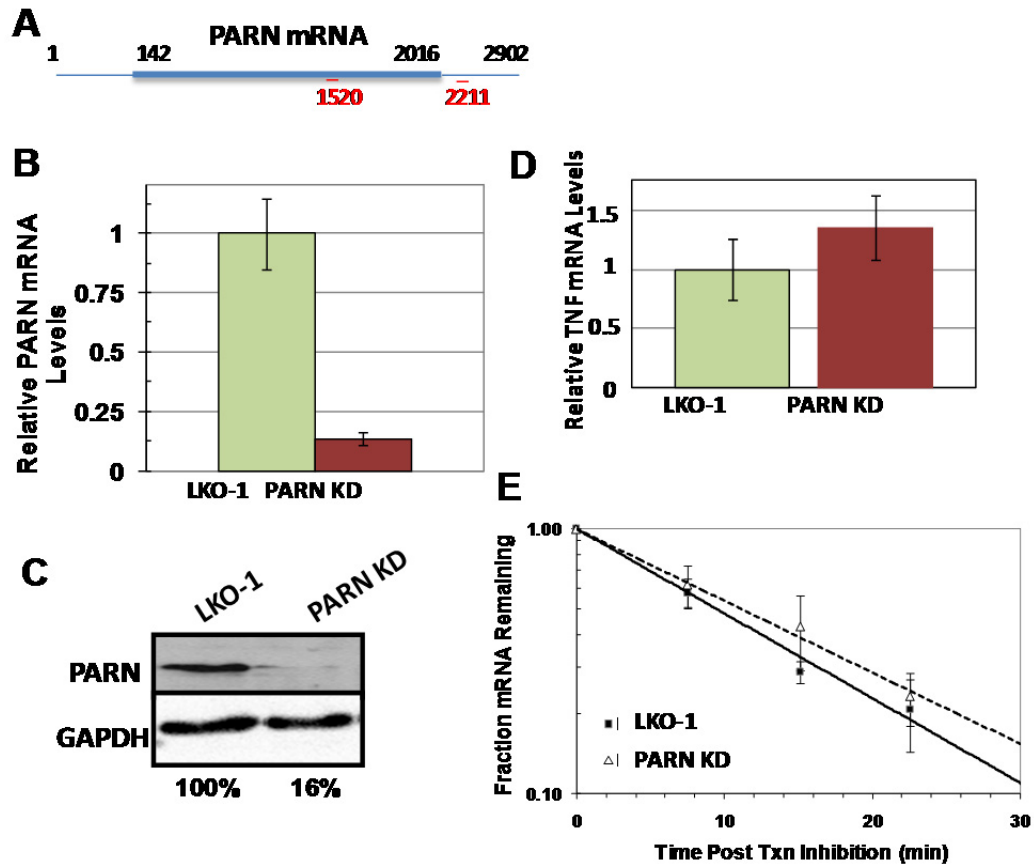 A
PARN mRNA
1 142 2016 2902
1520 2211
B
Relative PARN mRNA Levels
1
0.75
0.5
0.25
0
LKO-1 PARN KD
C
LKO-1 PARN KD
PARN
GAPDH
100% 16%
D
Relative TNF mRNA Levels
1.5
1
0.5
0
LKO-1 PARN KD
E
Fraction mRNA Remaining
1.00
0.10
LKO-1
PARN KD
0 10 20 30
Time Post Txn Inhibition (min)